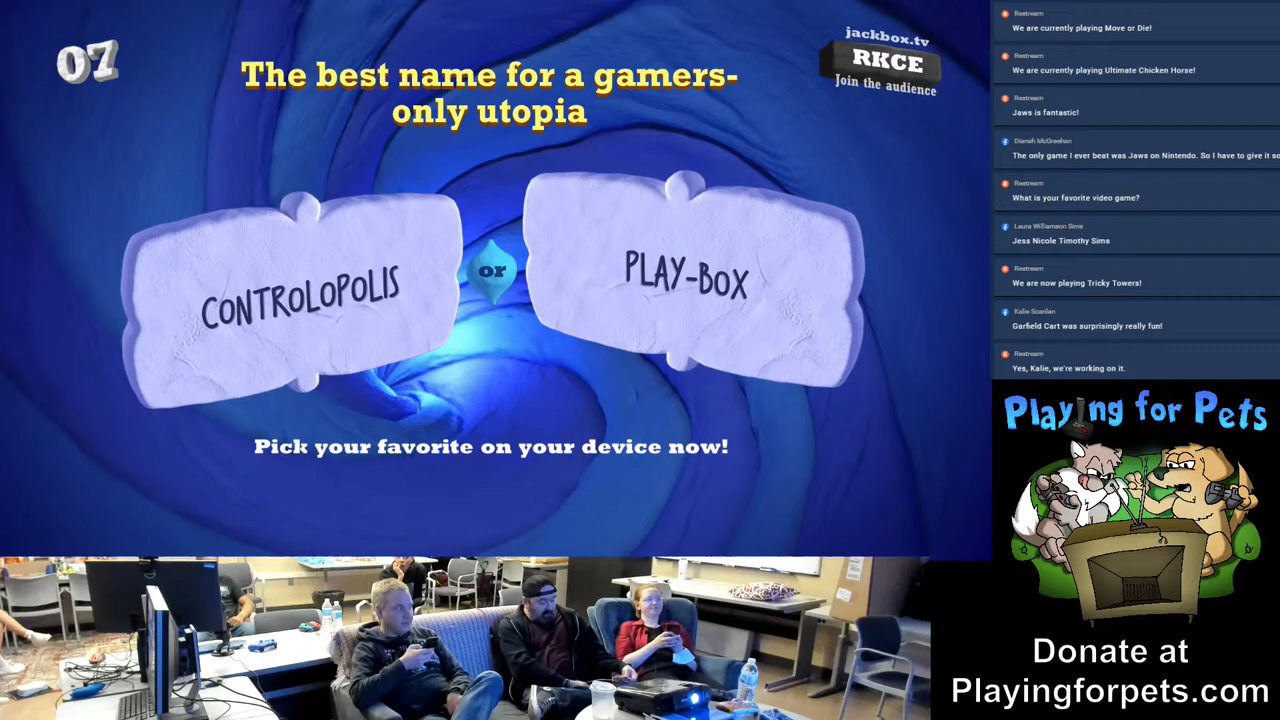 07
The best name for a gamers-
only utopia
jackbox.tv
RKCE
Join the audience
CONTROLOPOLIS
or
PLAY-BOX
Pick your favorite on your device now!
Restream
We are currently playing Move or Die!
Restream
We are currently playing Ultimate Chicken Horse!
Restream
Jaws is fantastic!
Dianah McGreehan
The only game I ever beat was Jaws on Nintendo. So I have to give it
Restream
What is your favorite video game?
Laura Williamson Sims
Jess Nicole Timothy Sims
Restream
We are now playing Tricky Towers!
Kalie Scanlan
Garfield Cart was surprisingly really fun!
Restream
Yes, Kalie, we're working on it.
Playing for Pets
Donate at
Playingforpets.com